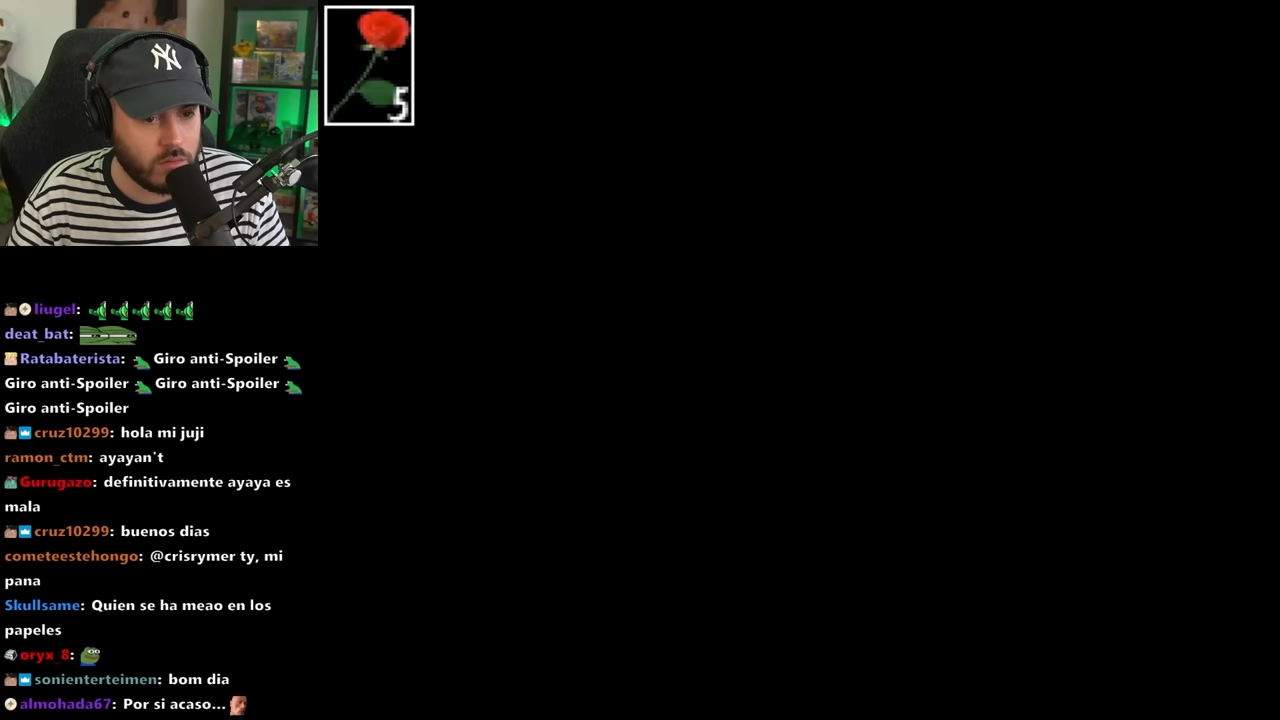 NY
5
liugel:
deat_bat:
Ratabaterista: Giro anti-Spoiler
Giro anti-Spoiler Giro anti-Spoiler
Giro anti-Spoiler
cruz10299: hola mi juji
ramon_ctm: ayayan't
Gurugazo: definitivamente ayaya es
mala
cruz10299: buenos dias
cometeestehongo: @crisrymer ty, mi
pana
Skullsame: Quien se ha meao en los
papeles
oryx_8:
sonienterteimen: bom dia
almohada67: Por si acaso...